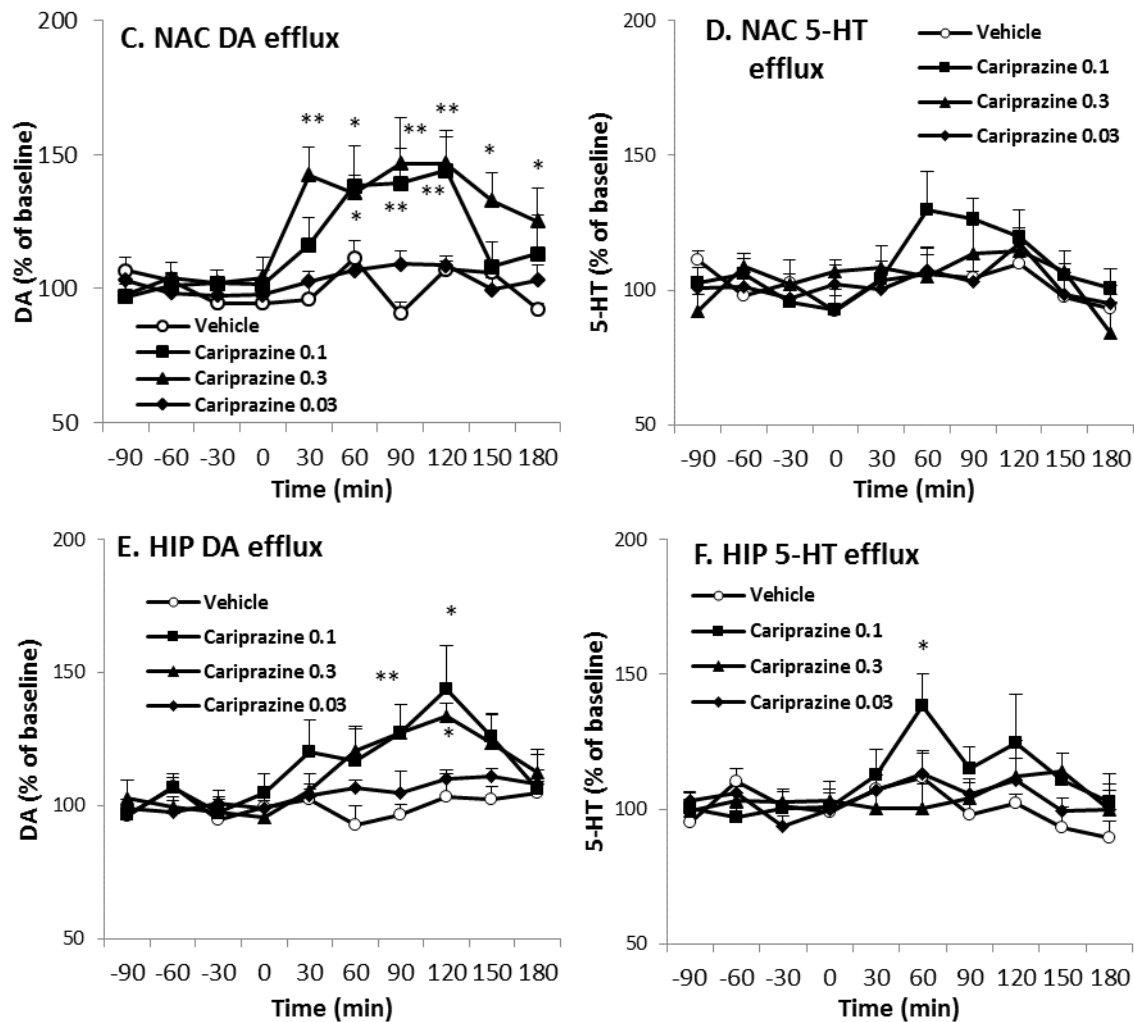 C. NAC DA efflux
200
150
100
50
DA (% of baseline)
** * ** ** * *
* ** **
Vehicle
Cariprazine 0.1
Cariprazine 0.3
Cariprazine 0.03
-90 -60 -30 0 30 60 90 120 150 180
Time (min)
D. NAC 5-HT
efflux
200
150
100
50
5-HT (% of baseline)
Vehicle
Cariprazine 0.1
Cariprazine 0.3
Cariprazine 0.03
-90 -60 -30 0 30 60 90 120 150 180
Time (min)
E. HIP DA efflux
200
150
100
50
DA (% of baseline)
Vehicle
Cariprazine 0.1
Cariprazine 0.3
Cariprazine 0.03
*
**
*
-90 -60 -30 0 30 60 90 120 150 180
Time (min)
F. HIP 5-HT efflux
200
150
100
50
5-HT (% of baseline)
Vehicle
Cariprazine 0.1
Cariprazine 0.3
Cariprazine 0.03
*
-90 -60 -30 0 30 60 90 120 150 180
Time (min)